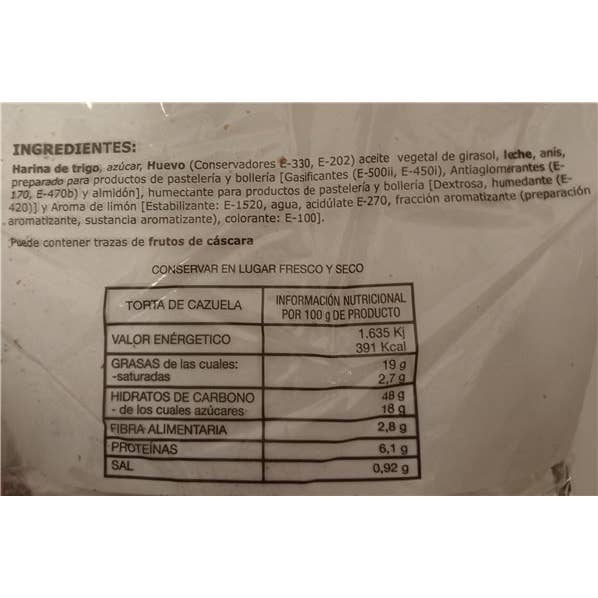 INGREDIENTES:
Harina de trigo, azúcar, Huevo (Conservadores E-330, E-202) aceite vegetal de girasol, leche, anís,
preparado para productos de pastelería y bollería [Gasificantes (E-500ii, E-450i), Antiaglomerantes (E-
170, E-470b) y almidón], humectante para productos de pastelería y bollería [Dextrosa, humedante (E-
420)] y Aroma de limón [Estabilizante: E-1520, agua, acidúlate E-270, fracción aromatizante (preparación
aromatizante, sustancia aromatizante), colorante: E-100].
Puede contener trazas de frutos de cáscara
CONSERVAR EN LUGAR FRESCO Y SECO
TORTA DE CAZUELA
INFORMACIÓN NUTRICIONAL
POR 100 g DE PRODUCTO
VALOR ENÉRGETICO
1.635 Kj
391 Kcal
GRASAS de las cuales:
19 g
-saturadas
2,7 g
HIDRATOS DE CARBONO
48 g
- de los cuales azúcares
18 g
FIBRA ALIMENTARIA
2,8 g
PROTEÍNAS
6,1 g
SAL
0,92 g